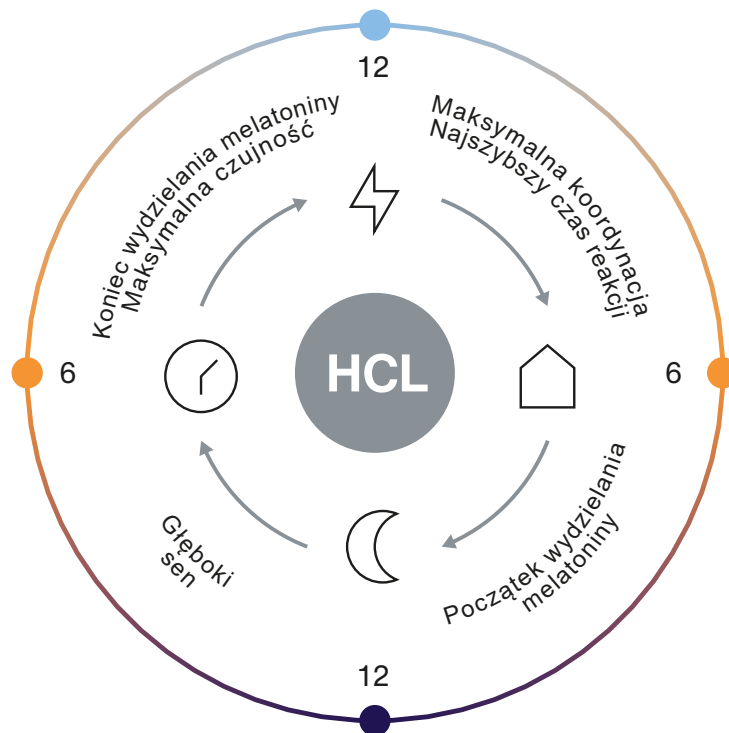 12
Koniec wydzielania melatoniny
Maksymalna czujność
Maksymalna koordynacja
Najszybszy czas reakcji
6
HCL
6
Głęboki
sen
Początek wydzielania
melatoniny
12